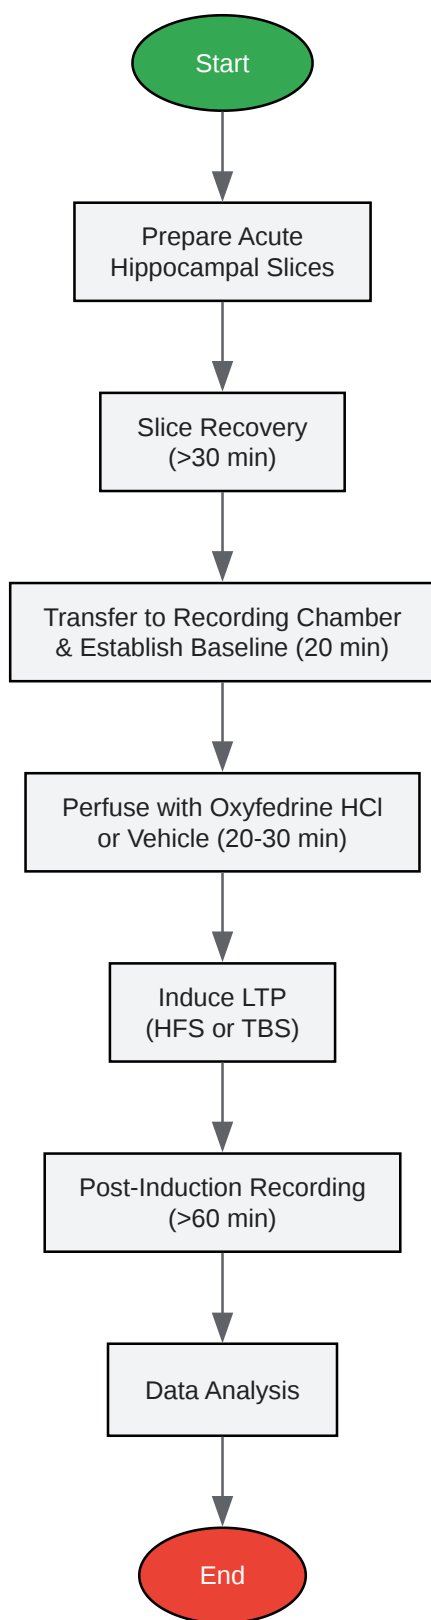 Start
Prepare Acute
Hippocampal Slices
Slice Recovery
(>30 min)
Transfer to Recording Chamber
& Establish Baseline (20 min)
Perfuse with Oxyfedrine HCl
or Vehicle (20-30 min)
Induce LTP
(HFS or TBS)
Post-Induction Recording
(>60 min)
Data Analysis
End